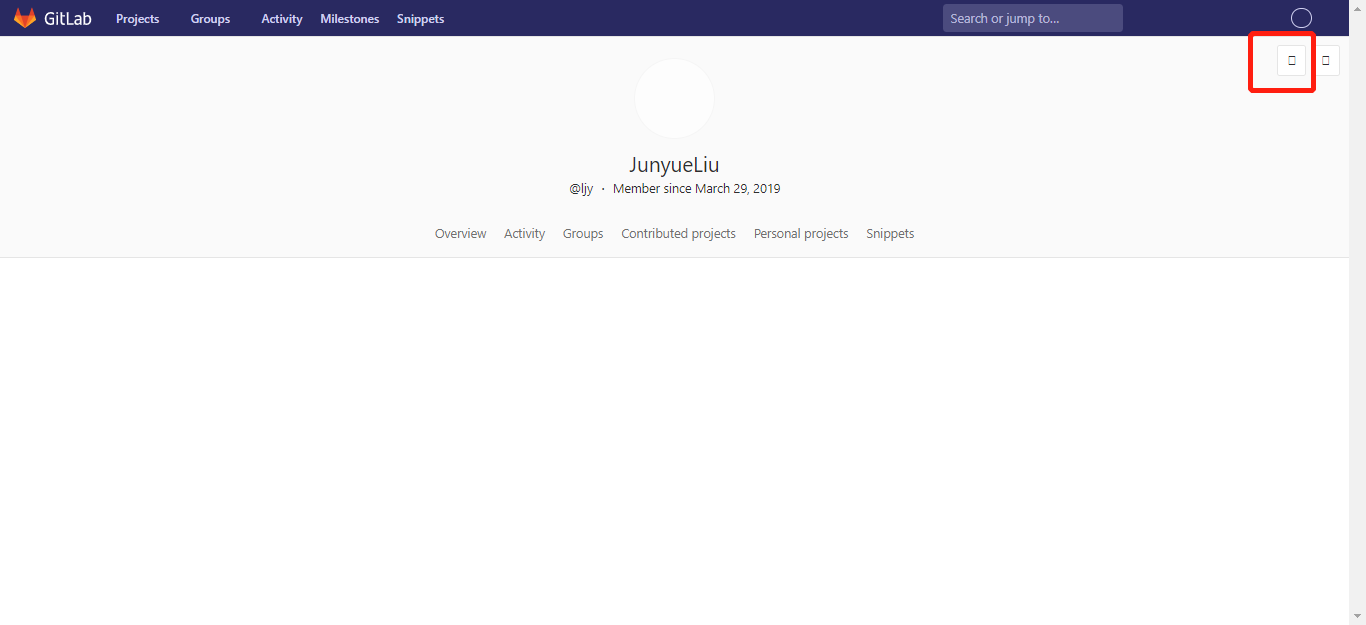 GitLab Projects Groups Activity Milestones Snippets Search or jump to...
JunyueLiu
@ljy · Member since March 29, 2019
Overview Activity Groups Contributed projects Personal projects Snippets